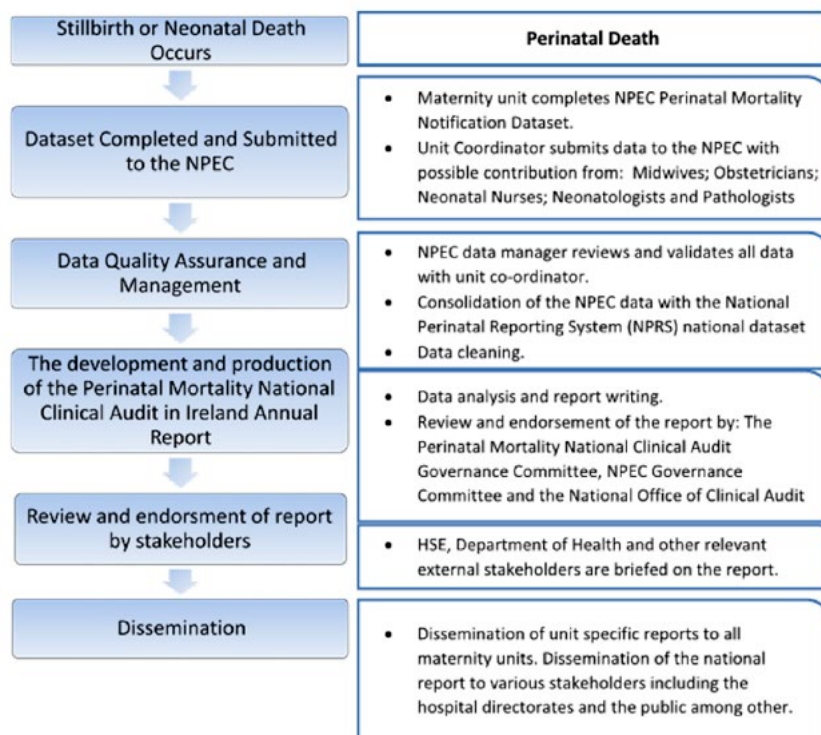 Stillbirth or Neonatal Death
Occurs
Perinatal Death
Dataset Completed and Submitted
to the NPEC
• Maternity unit completes NPEC Perinatal Mortality
Notification Dataset.
• Unit Coordinator submits data to the NPEC with
possible contribution from: Midwives; Obstetricians;
Neonatal Nurses; Neonatologists and Pathologists
Data Quality Assurance and
Management
• NPEC data manager reviews and validates all data
with unit co-ordinator.
• Consolidation of the NPEC data with the National
Perinatal Reporting System (NPRS) national dataset
• Data cleaning.
The development and production
of the Perinatal Mortality National
Clinical Audit in Ireland Annual
Report
• Data analysis and report writing.
• Review and endorsement of the report by: The
Perinatal Mortality National Clinical Audit
Governance Committee, NPEC Governance
Committee and the National Office of Clinical Audit
Review and endorsment of report
by stakeholders
• HSE, Department of Health and other relevant
external stakeholders are briefed on the report.
Dissemination
• Dissemination of unit specific reports to all
maternity units. Dissemination of the national
report to various stakeholders including the
hospital directorates and the public among other.